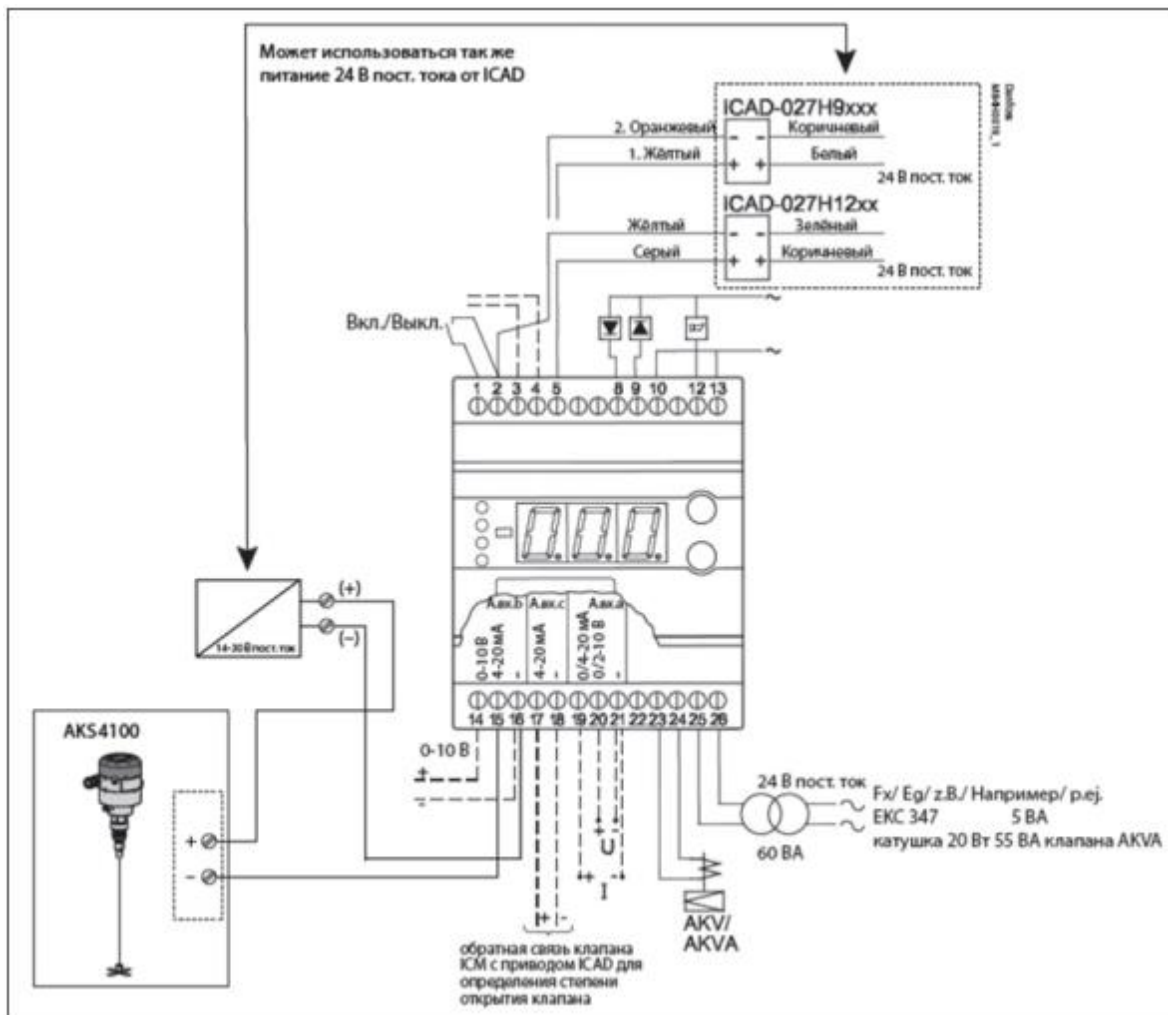 Может использоваться так же
питание 24 В пост. тока от ICAD
ICAD-027H9xxx
2. Оранжевый - - Коричневый
1. Жёлтый + + Белый
24 В пост. ток
ICAD-027H12xx
Жёлтый - - Зелёный
Серый + + Коричневый
24 В пост. ток
Danfoss
Вкл./Выкл.
~
~
1 2 3 4 5 8 9 10 12 13
(+)
(-)
14-30 В пост. ток
А.вх.b А.вх.c А.вх.a
0-10 В
4-20 мА
-
4-20 мА
-
0/4-20 мА
0/2-10 В
-
14 15 16 17 18 19 20 21 22 23 24 25 26
AKS4100
+
-
0-10 В
+
-
+ -
U
+ -
I
+ -
обратная связь клапана
ICM с приводом ICAD для
определения степени
открытия клапана
AKV/
AKVA
24 В пост. ток
60 ВА
Fx/ Eg/ z.B./ Например/ p.ej.
ЕКС 347 5 ВА
катушка 20 Вт 55 ВА клапана AKVA